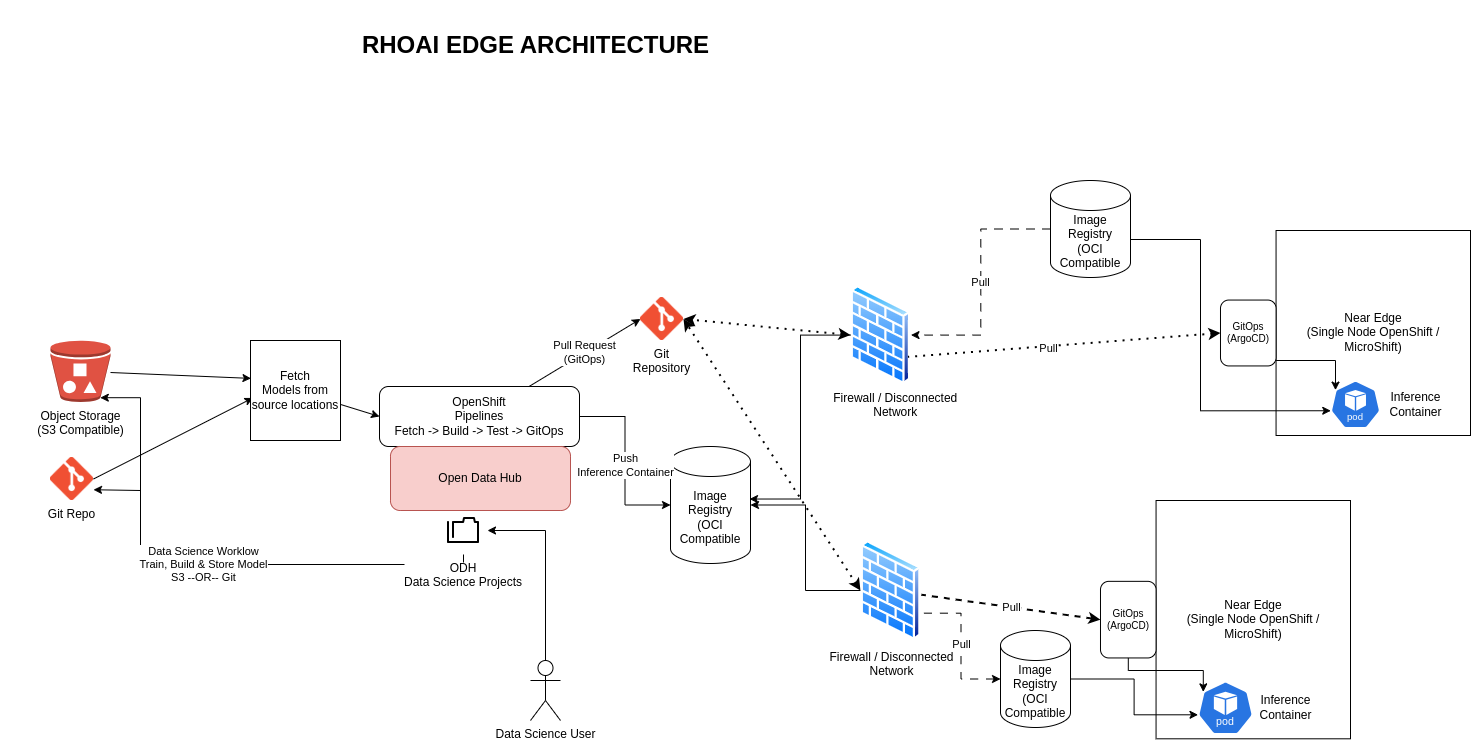 RHOAI EDGE ARCHITECTURE
Object Storage
(S3 Compatible)
Git Repo
Fetch
Models from
source locations
OpenShift
Pipelines
Fetch -> Build -> Test -> GitOps
Open Data Hub
ODH
Data Science Projects
Data Science Worklow
Train, Build & Store Model
S3 --OR-- Git
Data Science User
Pull Request
(GitOps)
Git
Repository
Push
Inference Container
Image
Registry
(OCI
Compatible
Firewall / Disconnected
Network
Pull
Image
Registry
(OCI
Compatible
Pull
GitOps
(ArgoCD)
Near Edge
(Single Node OpenShift /
MicroShift)
pod
Inference
Container
Firewall / Disconnected
Network
Pull
Pull
Image
Registry
(OCI
Compatible
GitOps
(ArgoCD)
Near Edge
(Single Node OpenShift /
MicroShift)
pod
Inference
Container